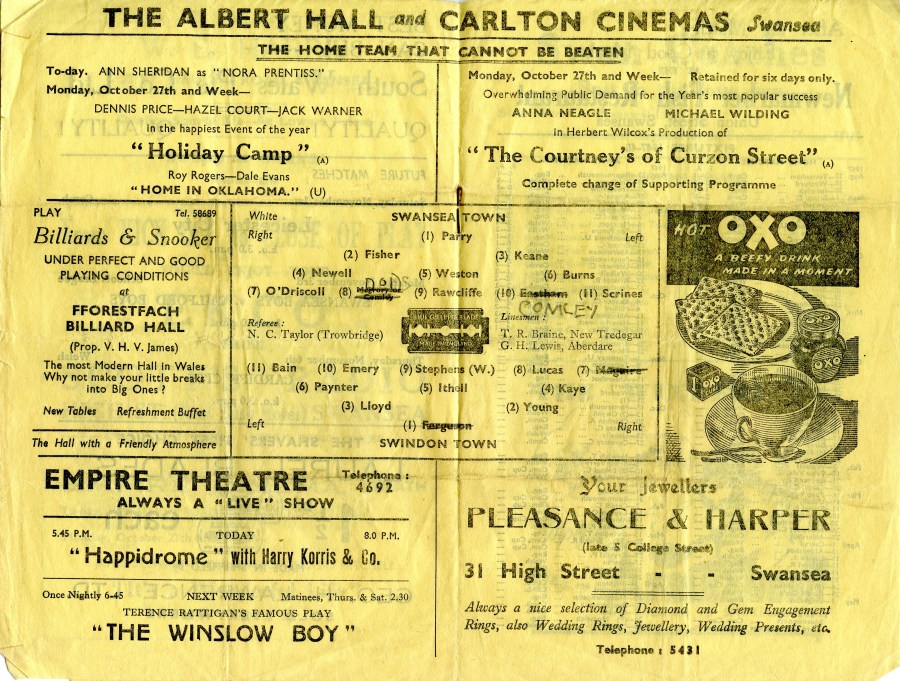 THE ALBERT HALL and CARLTON CINEMAS Swansea
THE HOME TEAM THAT CANNOT BE BEATEN
To-day. ANN SHERIDAN as "NORA PRENTISS."
Monday, October 27th and Week—
DENNIS PRICE—HAZEL COURT—JACK WARNER
in the happiest Event of the year
"Holiday Camp" (A)
Roy Rogers—Dale Evans
"HOME IN OKLAHOMA." (U)
Monday, October 27th and Week— Retained for six days only.
Overwhelming Public Demand for the Year's most popular success
ANNA NEAGLE MICHAEL WILDING
in Herbert Wilcox's Production of
"The Courtney's of Curzon Street" (A)
Complete change of Supporting Programme
PLAY Tel. 58689
Billiards & Snooker
UNDER PERFECT AND GOOD
PLAYING CONDITIONS
at
FFORESTFACH
BILLIARD HALL
(Prop. V. H. V. James)
The most Modern Hall in Wales
Why not make your little breaks
into Big Ones ?
New Tables Refreshment Buffet
The Hall with a Friendly Atmosphere
White SWANSEA TOWN
Right (1) Parry Left
(2) Fisher (3) Keane
(4) Newell (5) Weston (6) Burns
DODS
(7) O'Driscoll (8) Comley (9) Rawcliffe (10) Eastham (11) Scrines
COMLEY
Referee :
N. C. Taylor (Trowbridge)
Linesmen :
T. R. Braine, New Tredegar
G. H. Lewis, Aberdare
MADE IN ENGLAND
(11) Bain (10) Emery (9) Stephens (W.) (8) Lucas (7) Maguire
(6) Paynter (5) Ithell (4) Kaye
(3) Lloyd (2) Young
Left (1) Ferguson Right
SWINDON TOWN
HOT OXO
A BEEFY DRINK
MADE IN A MOMENT
OXO
OXO
EMPIRE THEATRE Telephone :
4692
ALWAYS A "LIVE" SHOW
5.45 P.M. TODAY 8.0 P.M.
"Happidrome" with Harry Korris & Co.
Once Nightly 6-45 NEXT WEEK Matinees, Thurs. & Sat. 2.30
TERENCE RATTIGAN'S FAMOUS PLAY
"THE WINSLOW BOY"
Your Jewellers
PLEASANCE & HARPER
(late 5 College Street)
31 High Street - - Swansea
Always a nice selection of Diamond and Gem Engagement
Rings, also Wedding Rings, Jewellery, Wedding Presents, etc.
Telephone : 5431